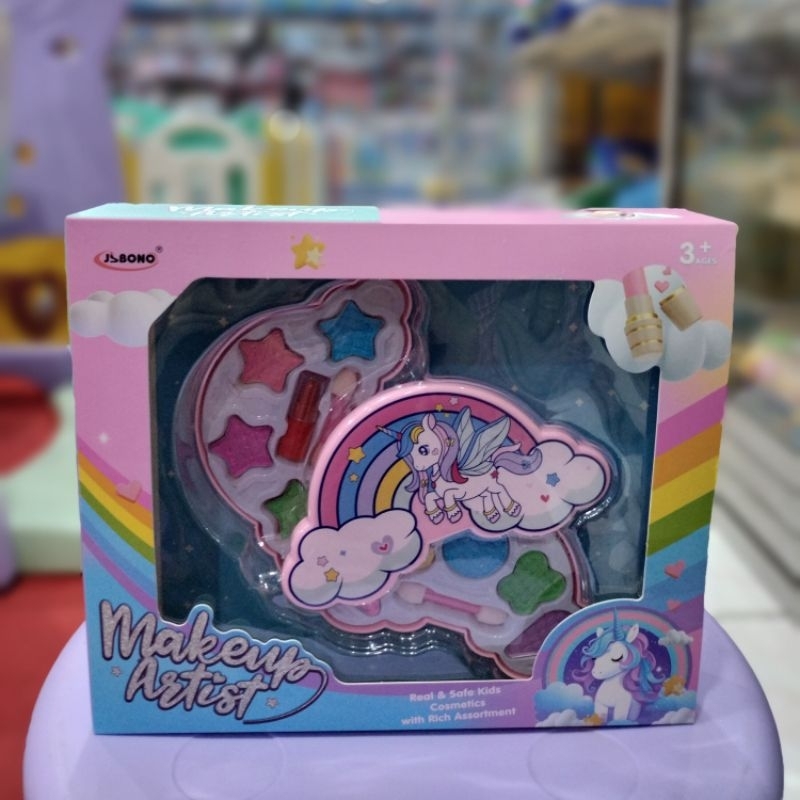 JSBONO®
3+
AGES
Makeup
Artist
Real & Safe Kids
Cosmetics
with Rich Assortment